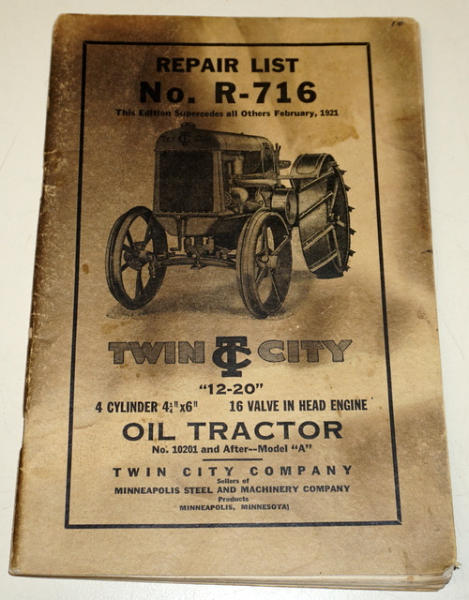 REPAIR LIST
No. R-716
This Edition Supercedes all Others February, 1921
TWIN TC CITY
"12-20"
4 CYLINDER 4¼"x6" 16 VALVE IN HEAD ENGINE
OIL TRACTOR
No. 10201 and After--Model "A"
TWIN CITY COMPANY
Sellers of
MINNEAPOLIS STEEL AND MACHINERY COMPANY
Products
MINNEAPOLIS, MINNESOTA